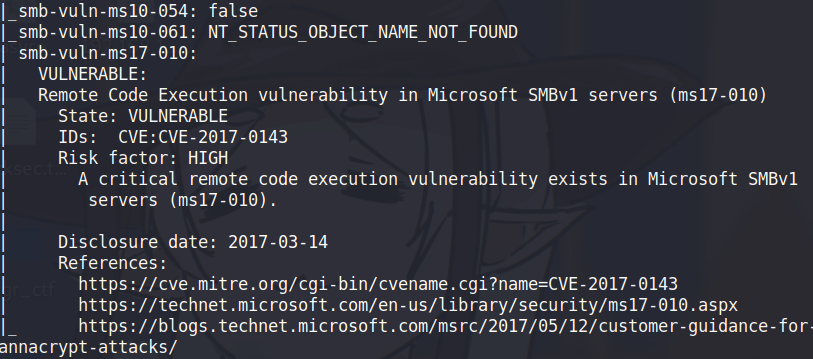 |_smb-vuln-ms10-054: false
|_smb-vuln-ms10-061: NT_STATUS_OBJECT_NAME_NOT_FOUND
| smb-vuln-ms17-010:
|   VULNERABLE:
|   Remote Code Execution vulnerability in Microsoft SMBv1 servers (ms17-010)
|     State: VULNERABLE
|     IDs:  CVE:CVE-2017-0143
|     Risk factor: HIGH
|       A critical remote code execution vulnerability exists in Microsoft SMBv1
|        servers (ms17-010).
|
|     Disclosure date: 2017-03-14
|     References:
|       https://cve.mitre.org/cgi-bin/cvename.cgi?name=CVE-2017-0143
|       https://technet.microsoft.com/en-us/library/security/ms17-010.aspx
|_      https://blogs.technet.microsoft.com/msrc/2017/05/12/customer-guidance-for-
annacrypt-attacks/